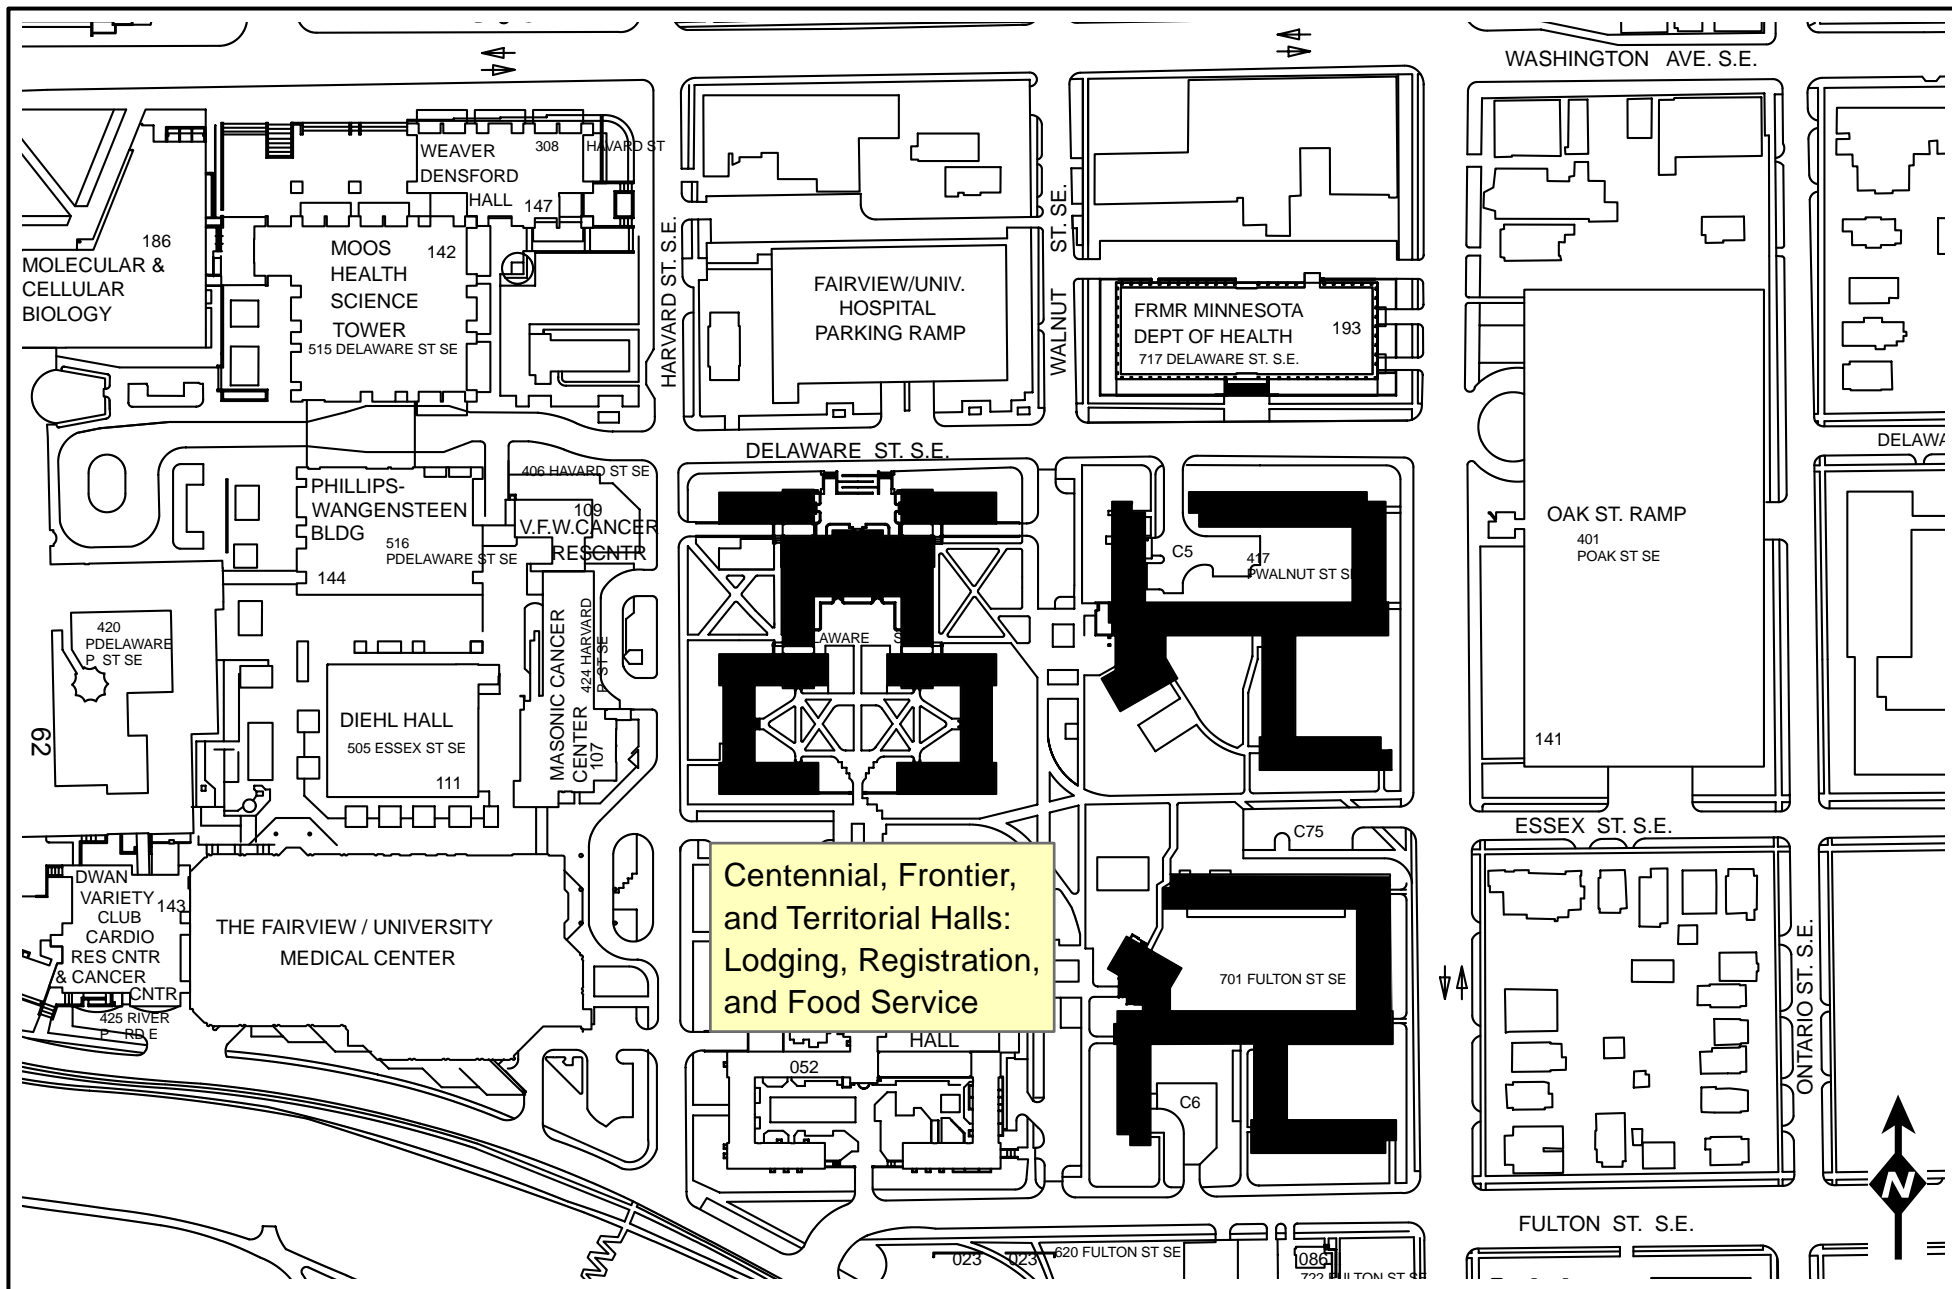 WASHINGTON AVE. S.E.
WEAVER
DENSFORD
HALL
308 HAVARD ST
147
186
MOLECULAR &
CELLULAR
BIOLOGY
MOOS
HEALTH
SCIENCE
TOWER
142
515 DELAWARE ST SE
HARVARD ST. S.E.
FAIRVIEW/UNIV.
HOSPITAL
PARKING RAMP
WALNUT ST. SE.
FRMR MINNESOTA
DEPT OF HEALTH
717 DELAWARE ST. S.E.
193
DELAWARE ST. S.E.
DELAWA
406 HAVARD ST SE
PHILLIPS-
WANGENSTEEN
BLDG
516
PDELAWARE ST SE
144
109
V.F.W.CANCER
RESCNTR
C5
417
PWALNUT ST SE
OAK ST. RAMP
401
POAK ST SE
141
420
PDELAWARE
P ST SE
62
LAWARE S
MASONIC CANCER
CENTER
107
424 HARVARD
P ST SE
DIEHL HALL
505 ESSEX ST SE
111
ESSEX ST. S.E.
C75
DWAN
VARIETY
CLUB
CARDIO
RES CNTR
& CANCER
CNTR
143
425 RIVER
P RD E
THE FAIRVIEW / UNIVERSITY
MEDICAL CENTER
Centennial, Frontier,
and Territorial Halls:
Lodging, Registration,
and Food Service
HALL
052
701 FULTON ST SE
C6
ONTARIO ST. S.E.
N
FULTON ST. S.E.
023 023
620 FULTON ST SE
086
722 FULTON ST SE